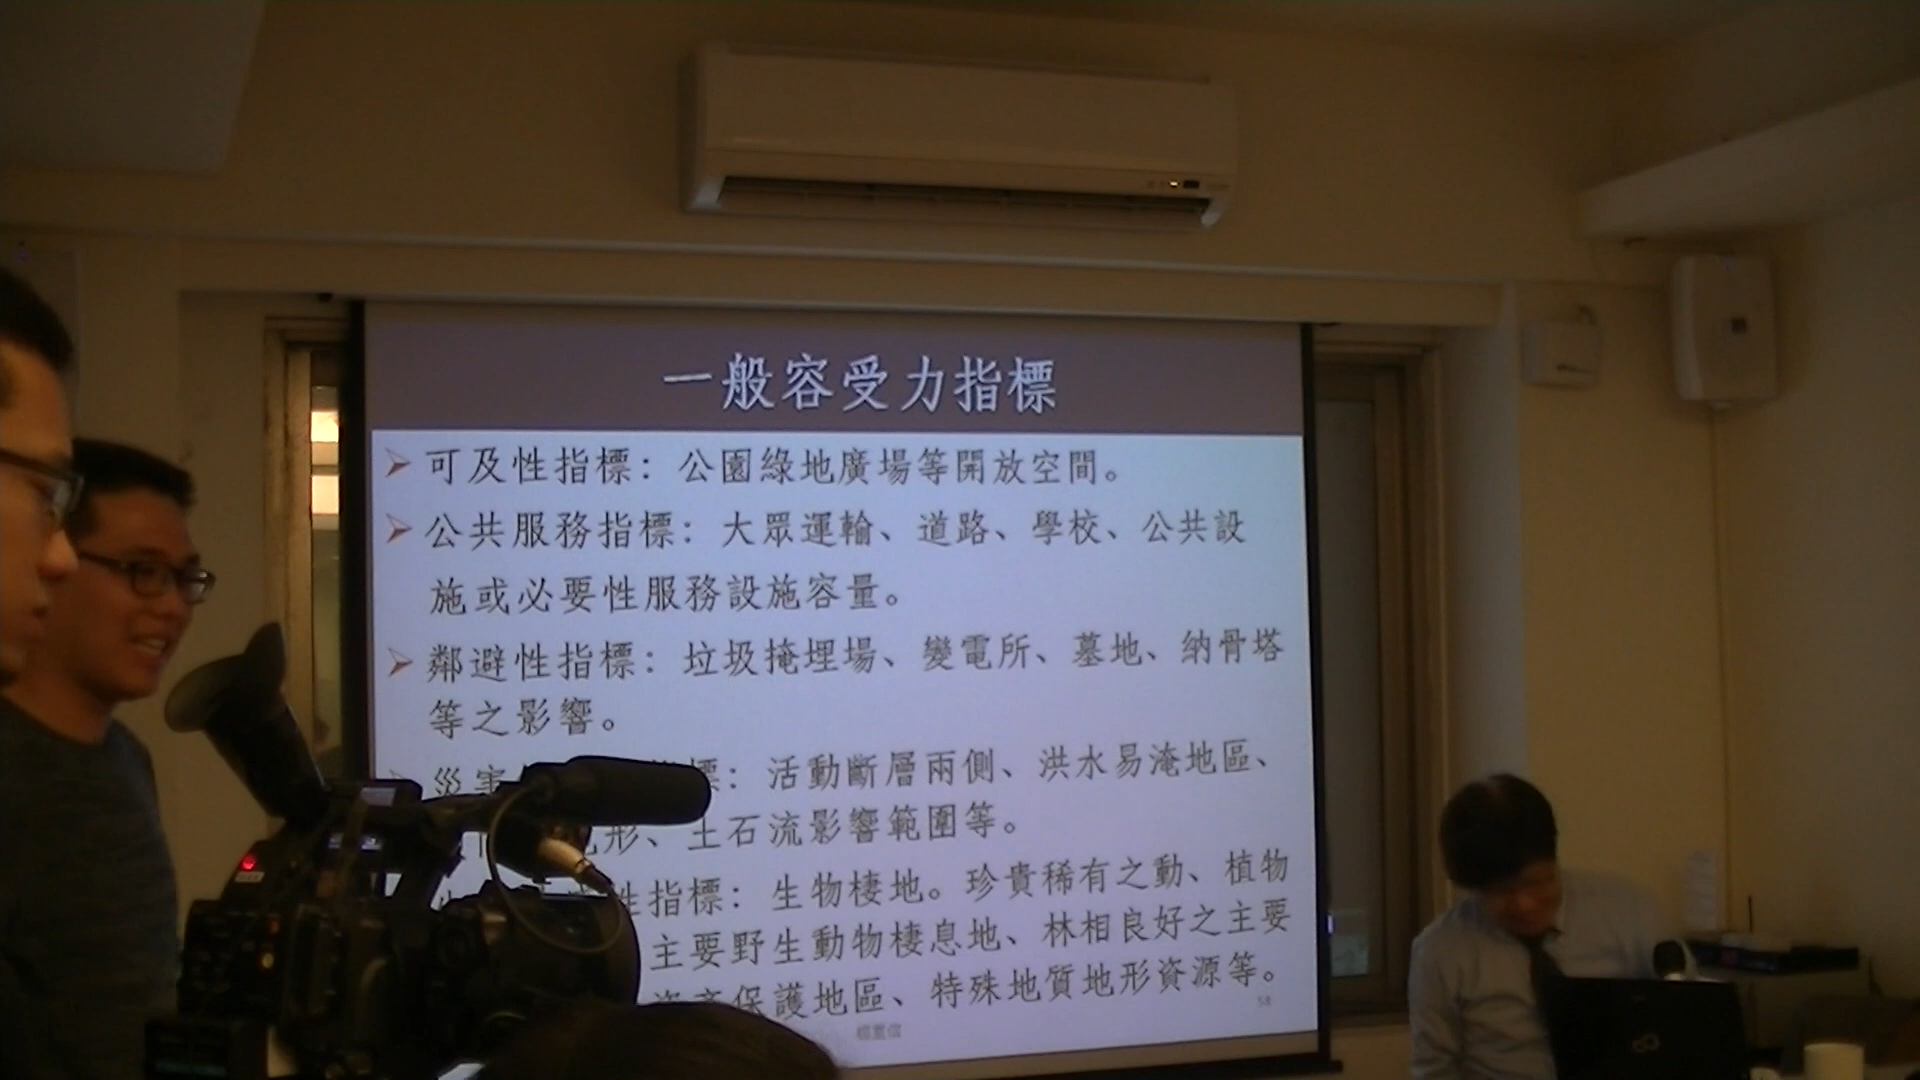 一般容受力指標
可及性指標：公園綠地廣場等開放空間。
公共服務指標：大眾運輸、道路、學校、公共設
施或必要性服務設施容量。
鄰避性指標：垃圾掩埋場、變電所、墓地、納骨塔
等之影響。
災害 標：活動斷層兩側、洪水易淹地區、
形、土石流影響範圍等。
性指標：生物棲地。珍貴稀有之動、植物
主要野生動物棲息地、林相良好之主要
資產保護地區、特殊地質地形資源等。
58